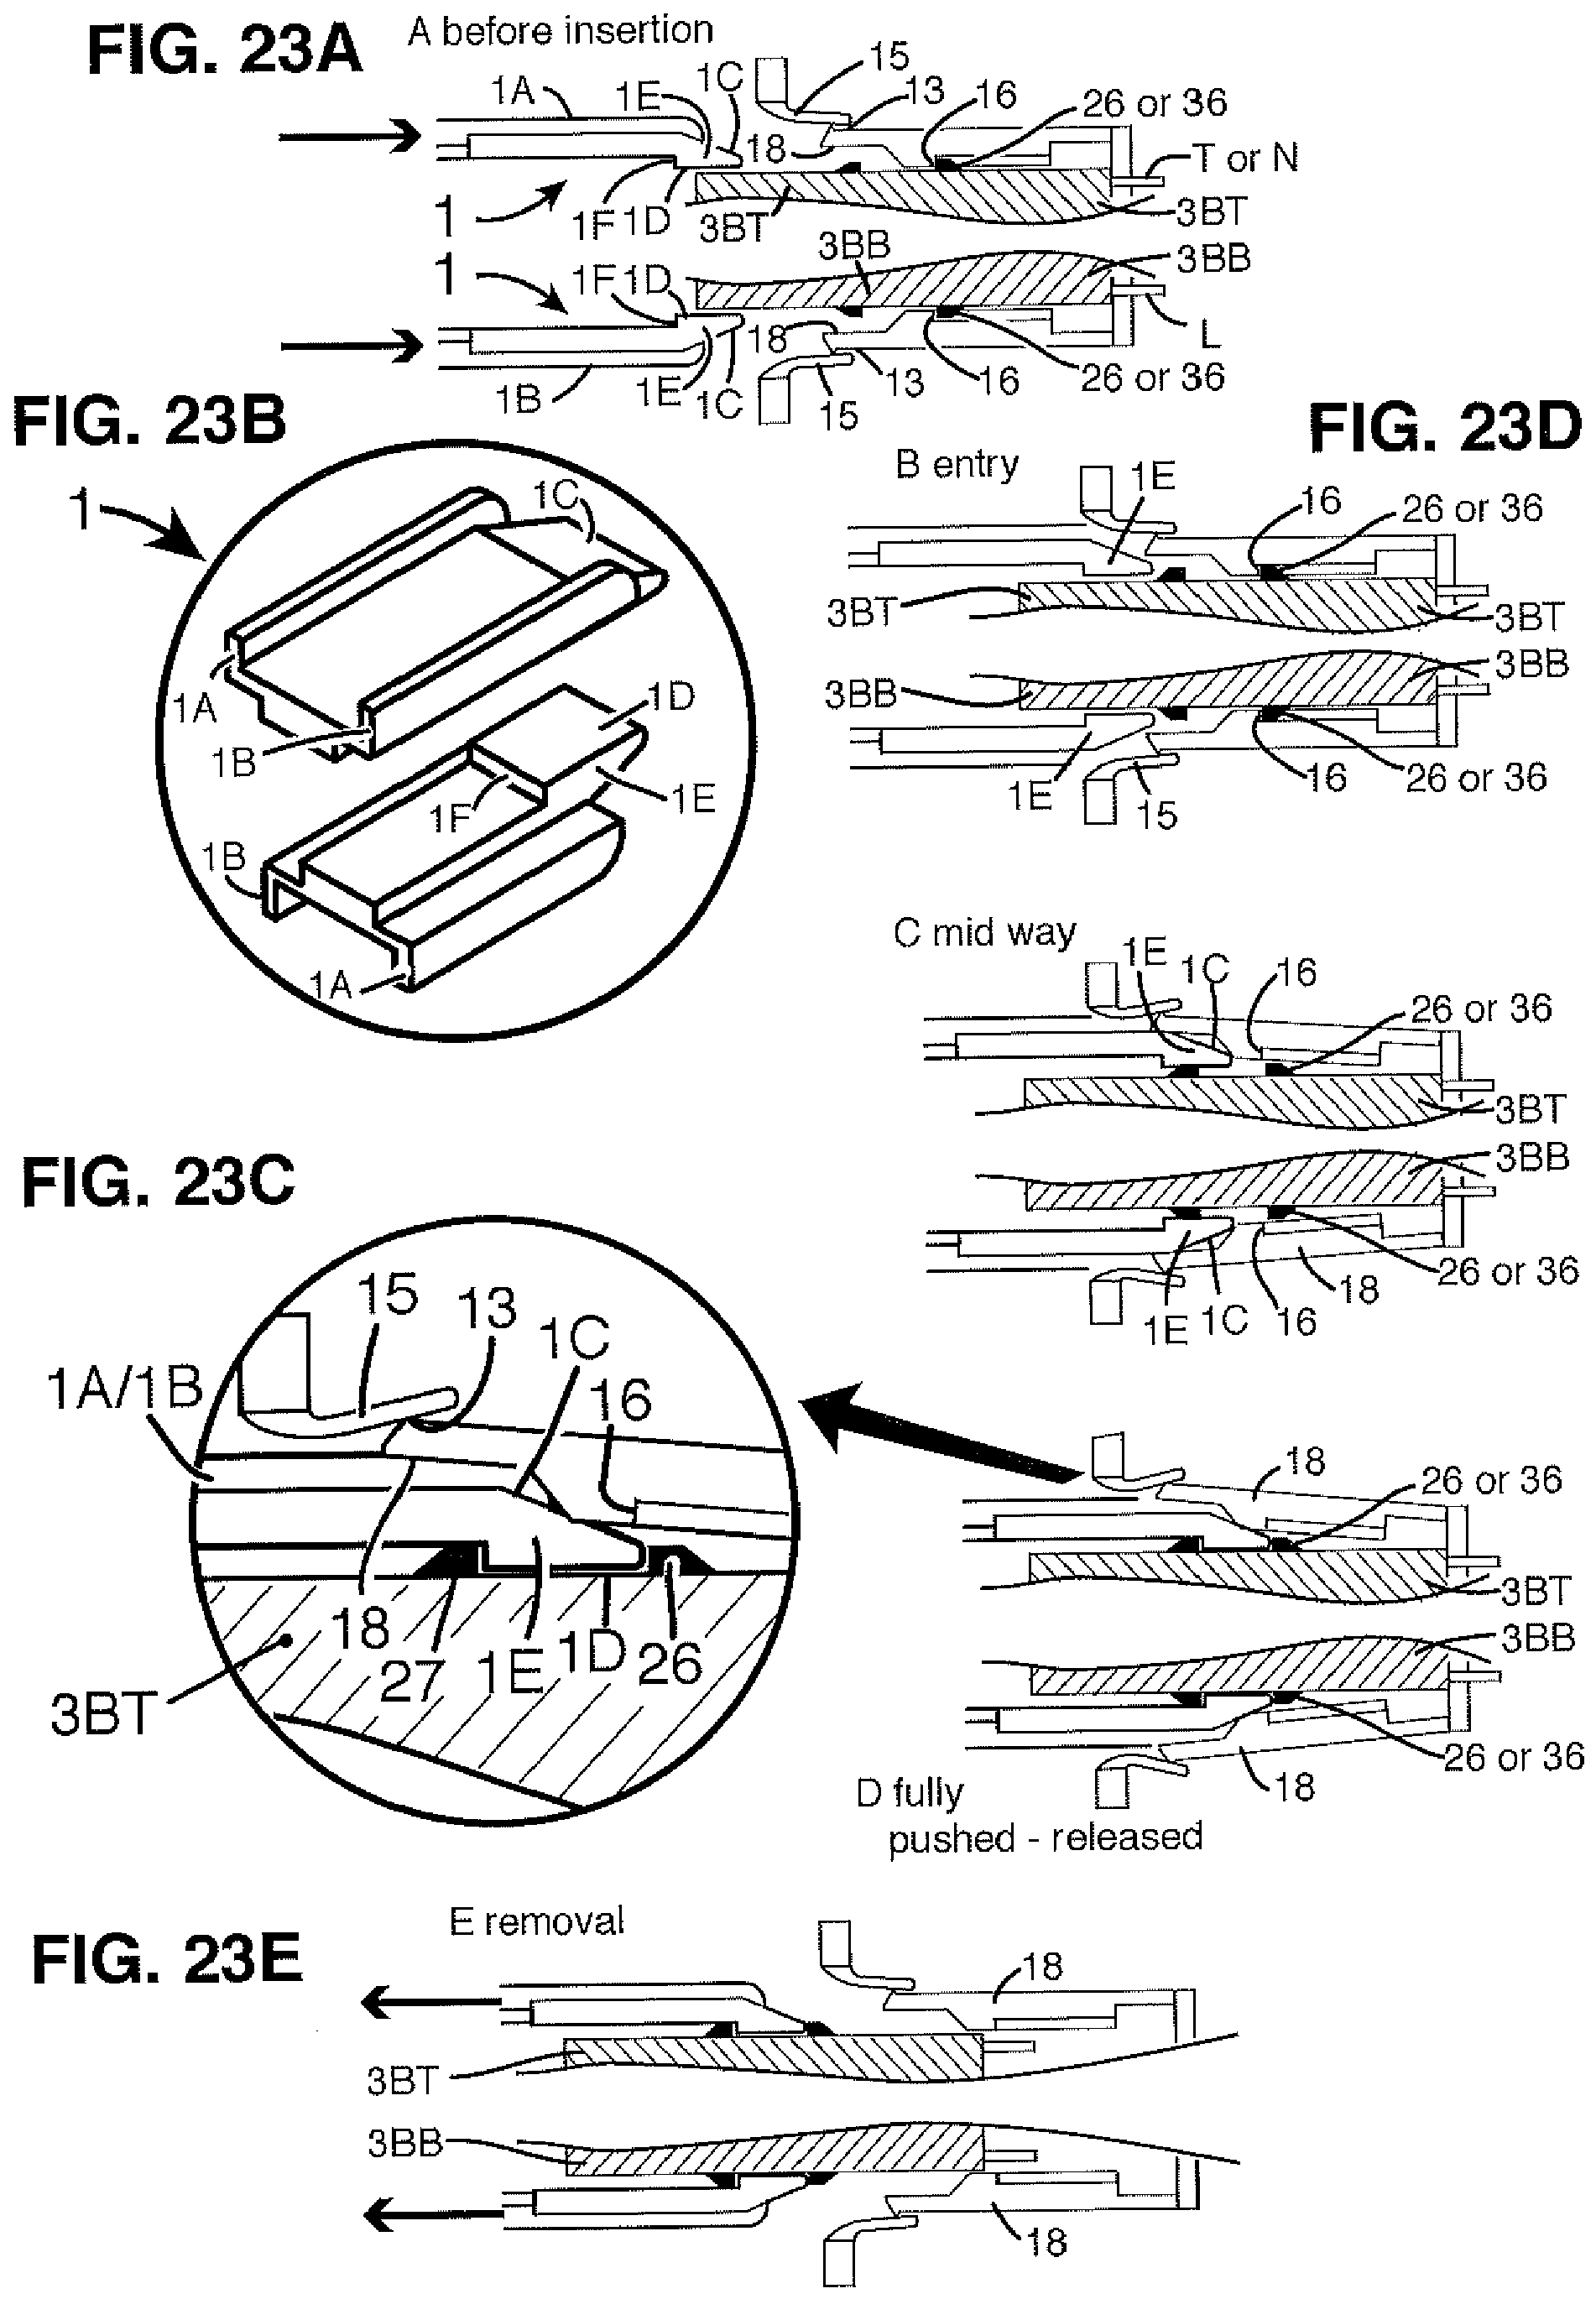 FIG. 23A
A before insertion
1A
1E
1C
15
13
16
26 or 36
18
T or N
1
1F
1D
3BT
3BT
3BB
3BB
1
1F
1D
18
L
1B
1E
1C
15
13
16
26 or 36
FIG. 23B
FIG. 23D
B entry
1
1C
1E
16
26 or 36
3BT
3BT
3BB
3BB
1A
1B
1D
1F
1E
1B
1A
1E
15
16
26 or 36
C mid way
1E
1C
16
26 or 36
3BT
3BB
FIG. 23C
1E
1C
16
18
26 or 36
15
13
1C
1A/1B
16
18
27
1E
1D
26
3BT
18
26 or 36
3BT
3BB
26 or 36
18
D fully
pushed - released
FIG. 23E
E removal
18
3BT
3BB
18